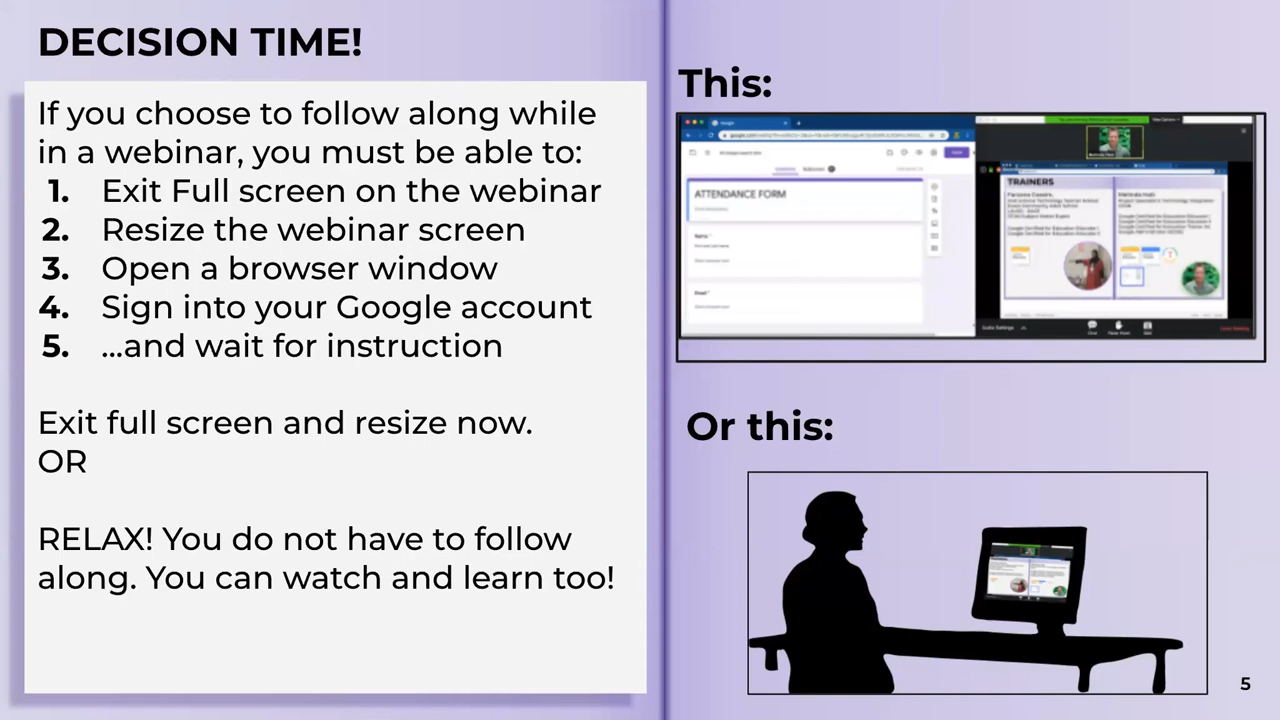 DECISION TIME!
If you choose to follow along while
in a webinar, you must be able to:
1. Exit Full screen on the webinar
2. Resize the webinar screen
3. Open a browser window
4. Sign into your Google account
5. ...and wait for instruction
Exit full screen and resize now.
OR
RELAX! You do not have to follow
along. You can watch and learn too!
This:
ATTENDANCE FORM
TRAINERS
Or this:
5